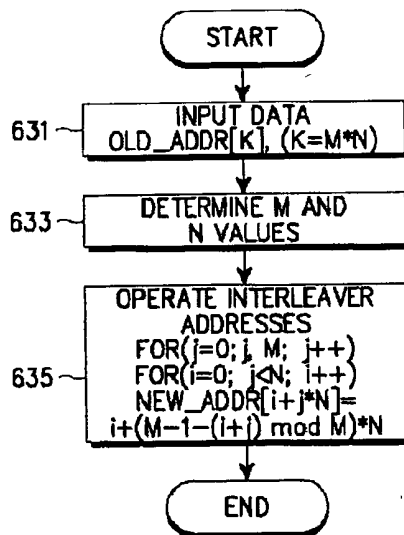 START
631
INPUT DATA
OLD_ADDR[K], (K=M*N)
633
DETERMINE M AND
N VALUES
635
OPERATE INTERLEAVER
ADDRESSES
FOR(j=0; j, M; j++)
FOR(i=0; j<N; i++)
NEW_ADDR[i+j*N]=
i+(M-1-(i+j) mod M)*N
END